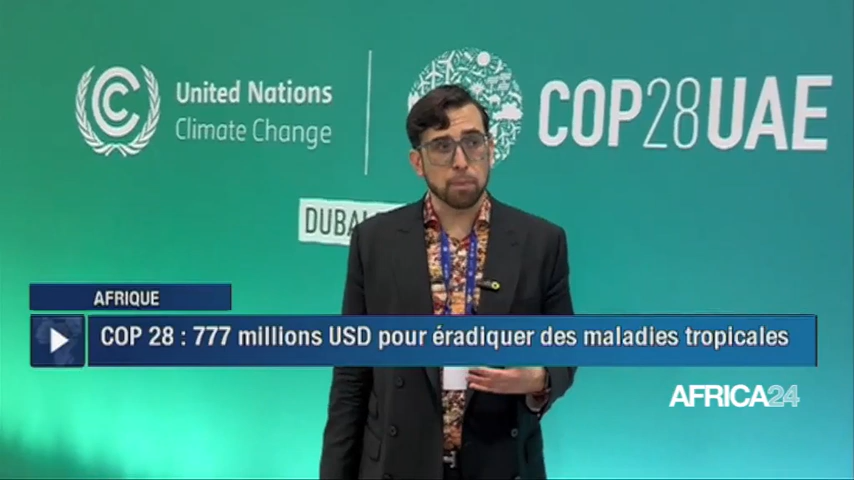 United Nations
Climate Change
COP28UAE
DUBAI
AFRIQUE
COP 28 : 777 millions USD pour éradiquer des maladies tropicales
AFRICA24